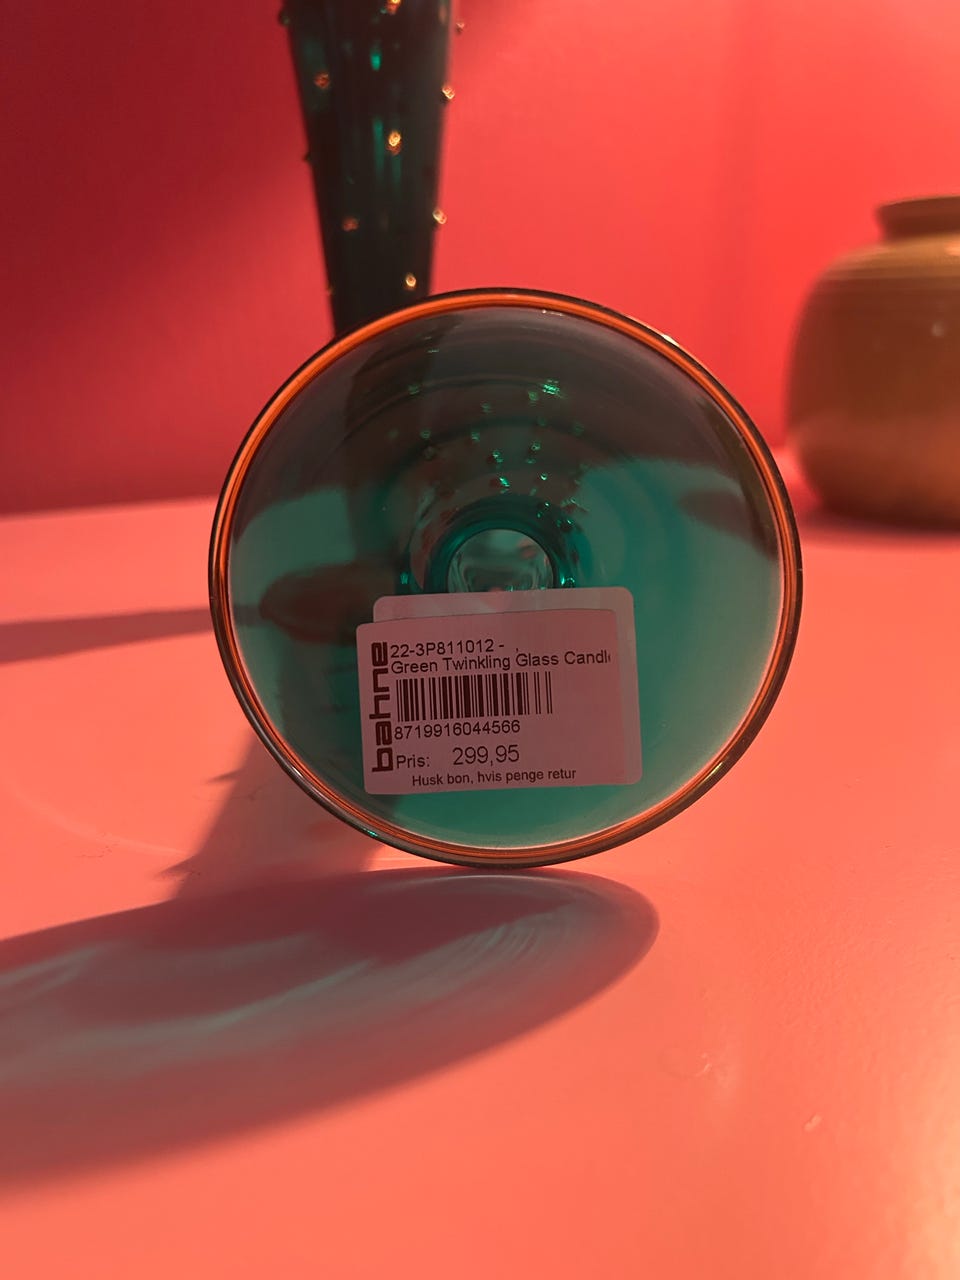 bahne
22-3P811012 - ,
Green Twinkling Glass Candl
8719916044566
Pris: 299,95
Husk bon, hvis penge retur